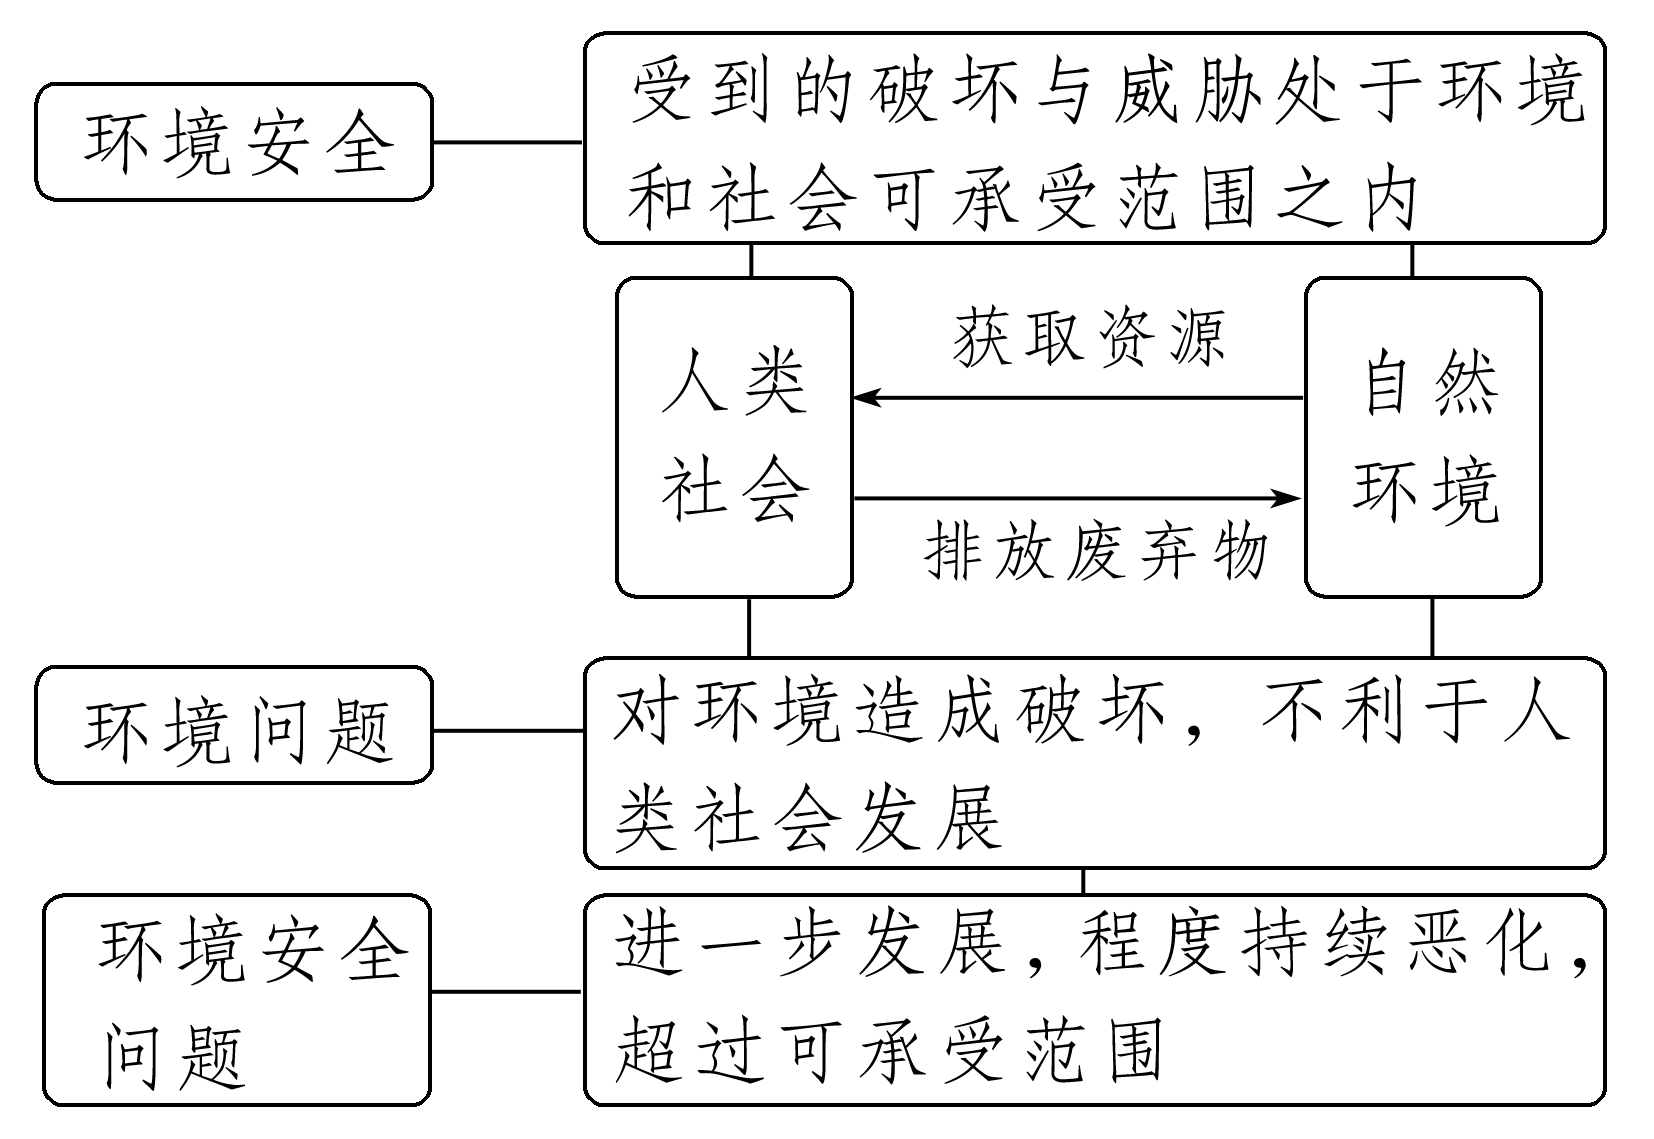 环境安全
受到的破坏与威胁处于环境
和社会可承受范围之内
人类
社会
获取资源
排放废弃物
自然
环境
环境问题
对环境造成破坏，不利于人
类社会发展
环境安全
问题
进一步发展，程度持续恶化，
超过可承受范围